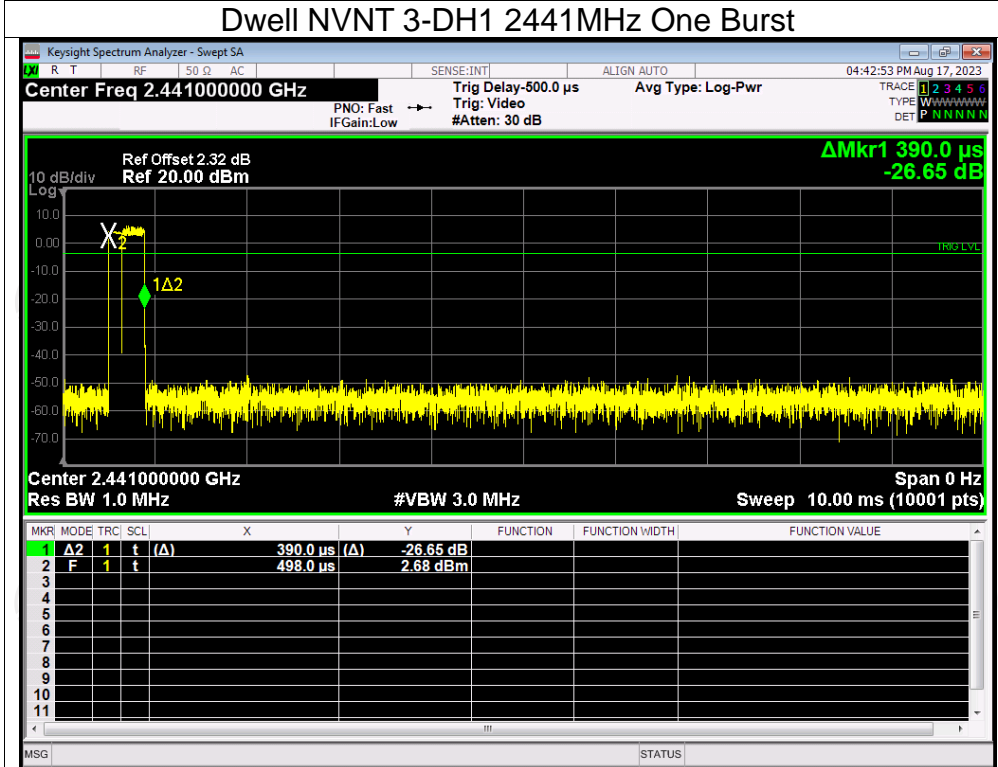 Dwell NVNT 3-DH1 2441MHz One Burst
Keysight Spectrum Analyzer - Swept SA
LXI R T RF 50 Ω AC SENSE:INT ALIGN AUTO 04:42:53 PM Aug 17, 2023
Center Freq 2.441000000 GHz Trig Delay-500.0 µs Avg Type: Log-Pwr TRACE 1 2 3 4 5 6
PNO: Fast Trig: Video TYPE WWWWWW
IFGain:Low #Atten: 30 dB DET P N N N N N
ΔMkr1 390.0 µs
Ref Offset 2.32 dB
10 dB/div Ref 20.00 dBm -26.65 dB
Log
10.0
X2
0.00
TRIG LVL
-10.0
1Δ2
-20.0
-30.0
-40.0
-50.0
-60.0
-70.0
Center 2.441000000 GHz Span 0 Hz
Res BW 1.0 MHz #VBW 3.0 MHz Sweep 10.00 ms (10001 pts)
MKR MODE TRC SCL X Y FUNCTION FUNCTION WIDTH FUNCTION VALUE
1 Δ2 1 t (Δ) 390.0 µs (Δ) -26.65 dB
2 F 1 t 498.0 µs 2.68 dBm
3
4
5
6
7
8
9
10
11
MSG STATUS